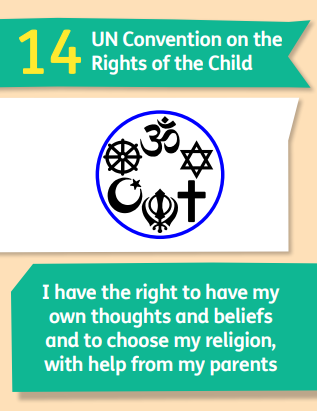 14
UN Convention on the
Rights of the Child
I have the right to have my
own thoughts and beliefs
and to choose my religion,
with help from my parents